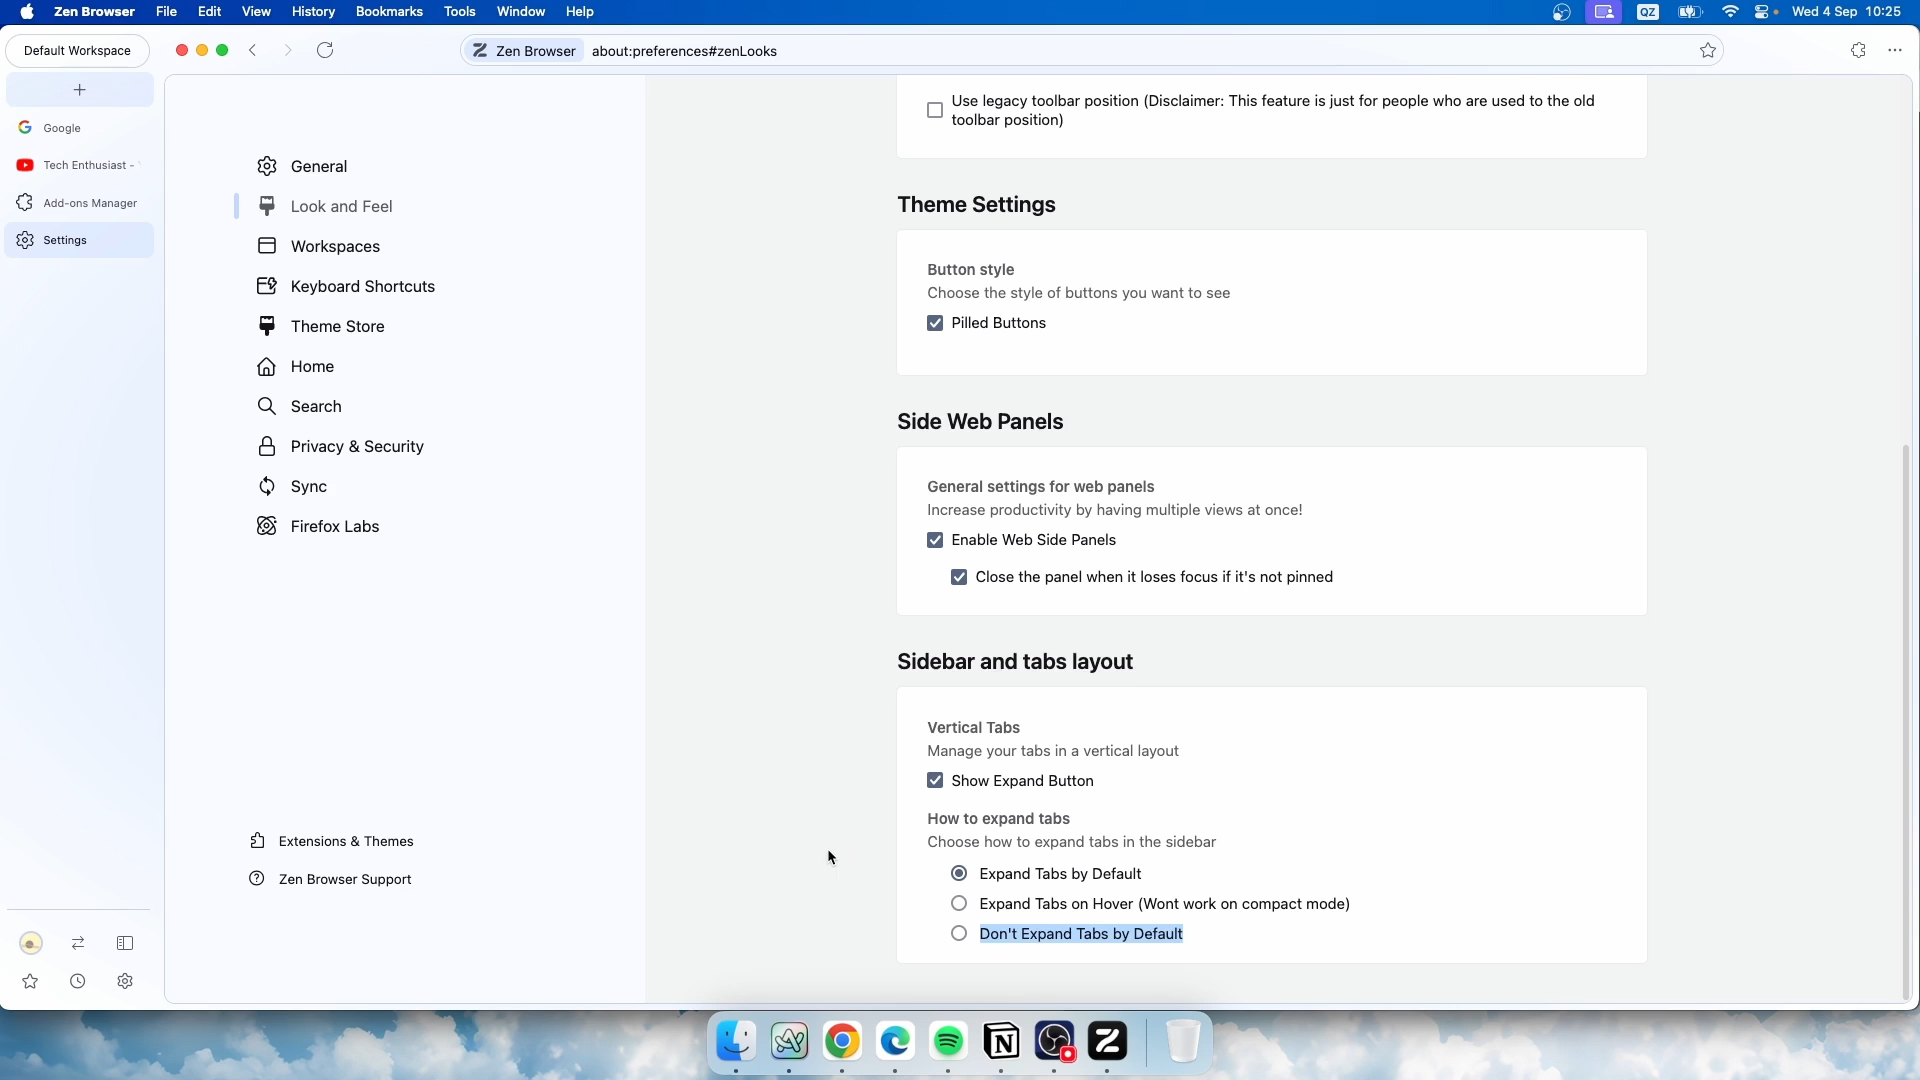 Zen Browser File Edit View History Bookmarks Tools Window Help QZ Wed 4 Sep 10:25
Default Workspace
Zen Browser about:preferences#zenLooks
Google
Tech Enthusiast -
Add-ons Manager
Settings
General
Look and Feel
Workspaces
Keyboard Shortcuts
Theme Store
Home
Search
Privacy & Security
Sync
Firefox Labs
Extensions & Themes
Zen Browser Support
Use legacy toolbar position (Disclaimer: This feature is just for people who are used to the old
toolbar position)
Theme Settings
Button style
Choose the style of buttons you want to see
Pilled Buttons
Side Web Panels
General settings for web panels
Increase productivity by having multiple views at once!
Enable Web Side Panels
Close the panel when it loses focus if it's not pinned
Sidebar and tabs layout
Vertical Tabs
Manage your tabs in a vertical layout
Show Expand Button
How to expand tabs
Choose how to expand tabs in the sidebar
Expand Tabs by Default
Expand Tabs on Hover (Wont work on compact mode)
Don't Expand Tabs by Default